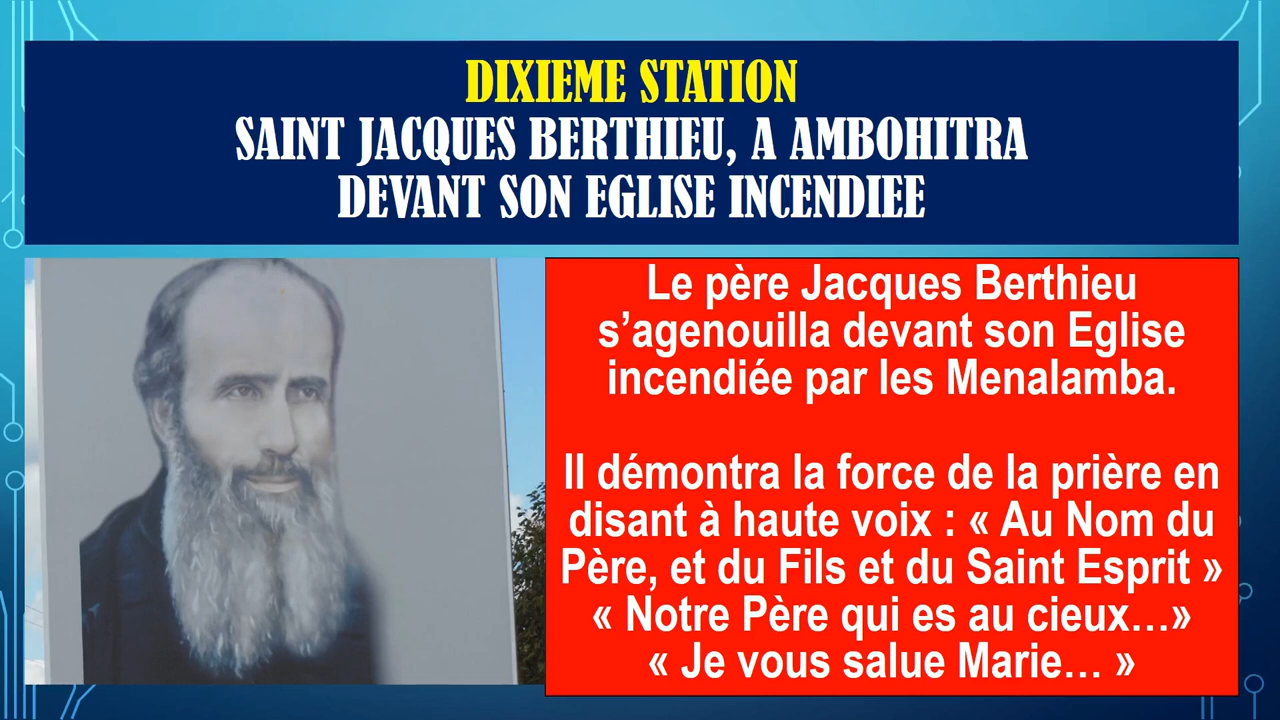 DIXIEME STATION
SAINT JACQUES BERTHIEU, A AMBOHITRA
DEVANT SON EGLISE INCENDIEE
Le père Jacques Berthieu
s’agenouilla devant son Eglise
incendiée par les Menalamba.
Il démontra la force de la prière en
disant à haute voix : « Au Nom du
Père, et du Fils et du Saint Esprit »
« Notre Père qui es au cieux…»
« Je vous salue Marie… »